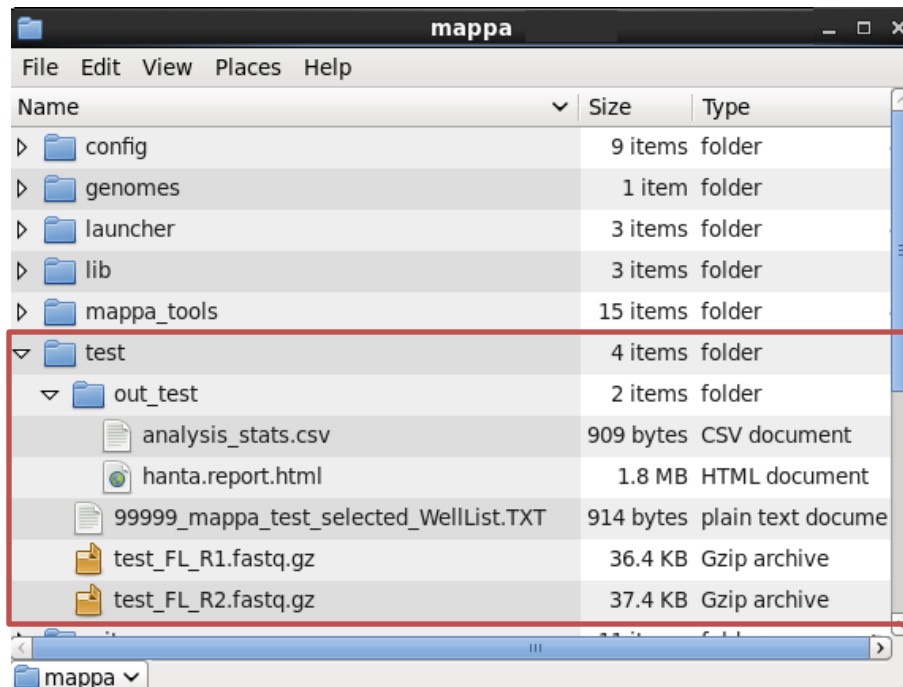 mappa
File Edit View Places Help
Name Size Type
config 9 items folder
genomes 1 item folder
launcher 3 items folder
lib 3 items folder
mappa_tools 15 items folder
test 4 items folder
out_test 2 items folder
analysis_stats.csv 909 bytes CSV document
hanta.report.html 1.8 MB HTML document
99999_mappa_test_selected_WellList.TXT 914 bytes plain text docume
test_FL_R1.fastq.gz 36.4 KB Gzip archive
test_FL_R2.fastq.gz 37.4 KB Gzip archive
mappa